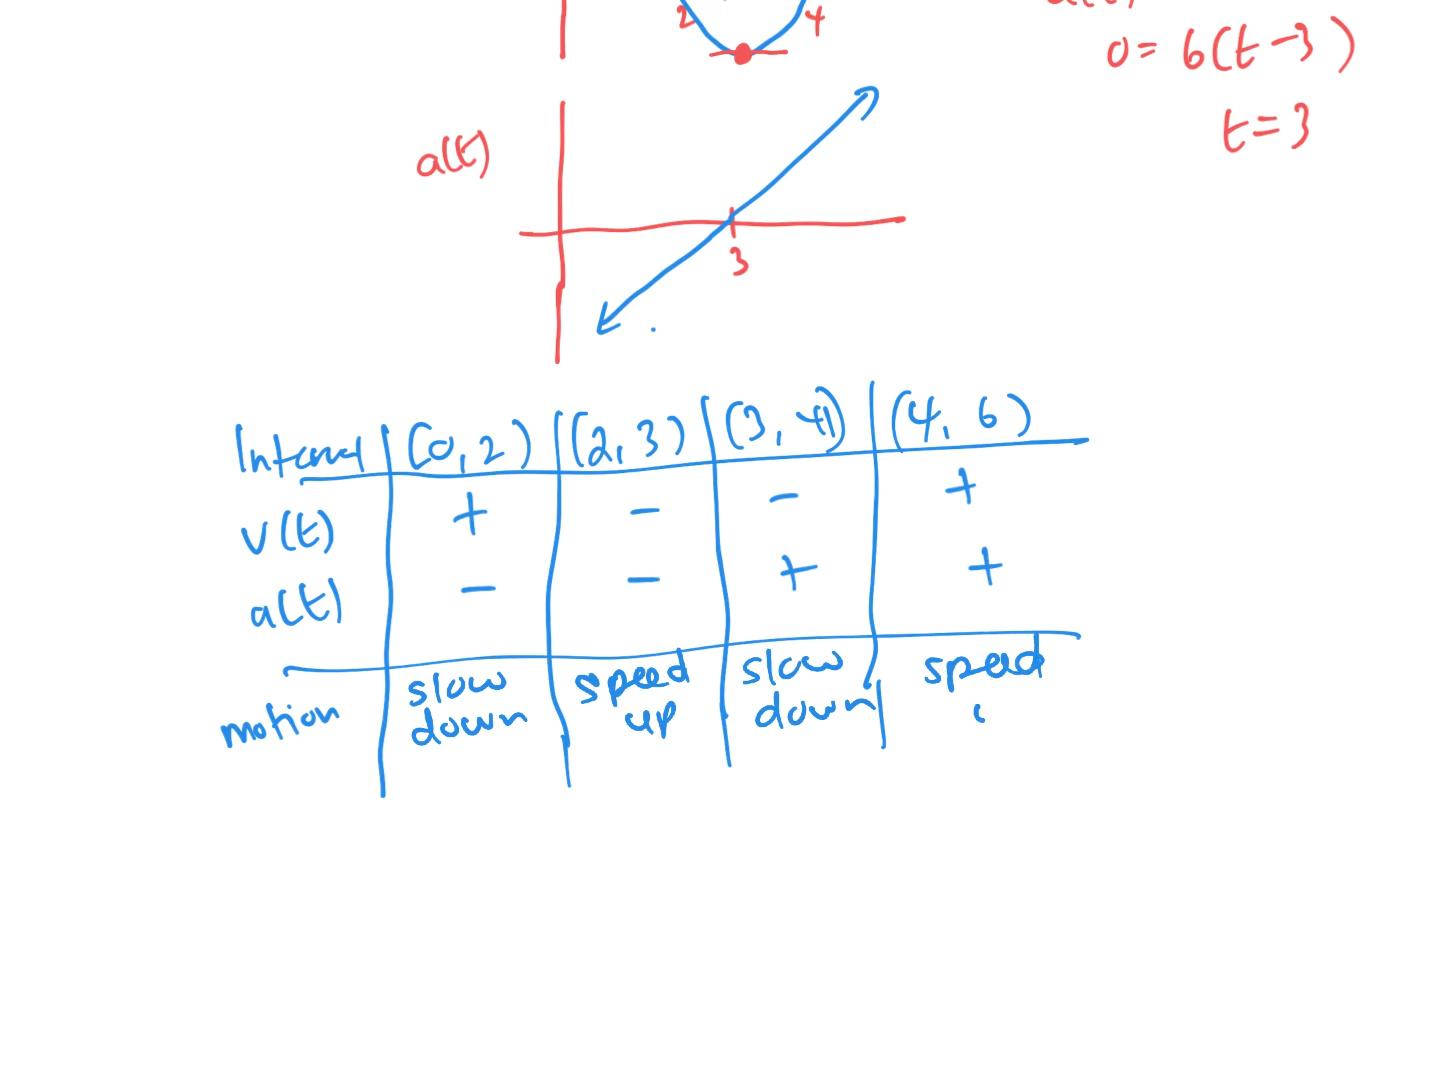 2 4
0 = 6(t-3)
t = 3
a(t)
3
Interval (0,2) (2,3) (3,4) (4,6)
v(t) + - - +
a(t) - - + +
motion slow down speed up slow down speed